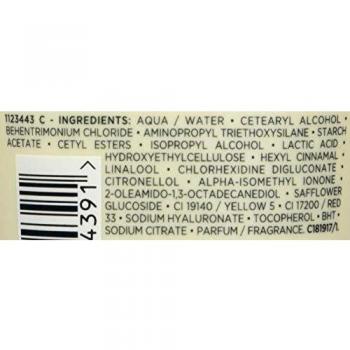 1123443 C - INGREDIENTS: AQUA / WATER • CETEARYL ALCOHOL •
BEHENTRIMONIUM CHLORIDE • AMINOPROPYL TRIETHOXYSILANE • STARCH
ACETATE • CETYL ESTERS • ISOPROPYL ALCOHOL • LACTIC ACID •
HYDROXYETHYLCELLULOSE • HEXYL CINNAMAL •
LINALOOL • CHLORHEXIDINE DIGLUCONATE •
CITRONELLOL • ALPHA-ISOMETHYL IONONE •
2-OLEAMIDO-1,3-OCTADECANEDIOL • SAFFLOWER
GLUCOSIDE • CI 19140 / YELLOW 5 • CI 17200 / RED
33 • SODIUM HYALURONATE • TOCOPHEROL • BHT •
SODIUM CITRATE • PARFUM / FRAGRANCE. C181917/1.
4391 >